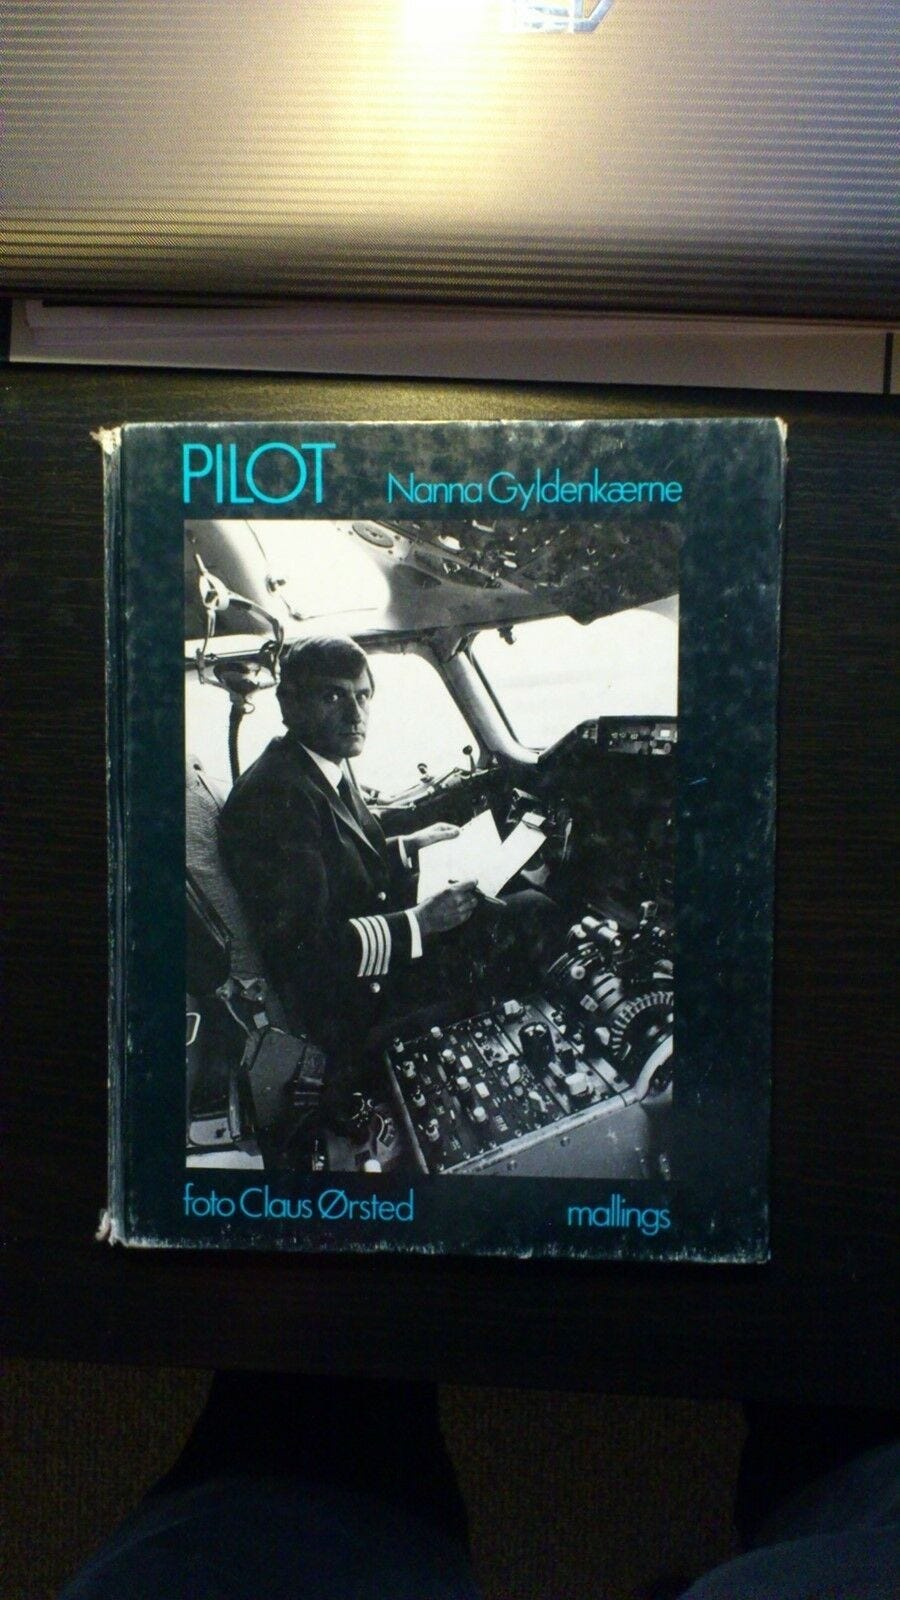 PILOT
Nanna Gyldenkærne
foto Claus Ørsted
mallings